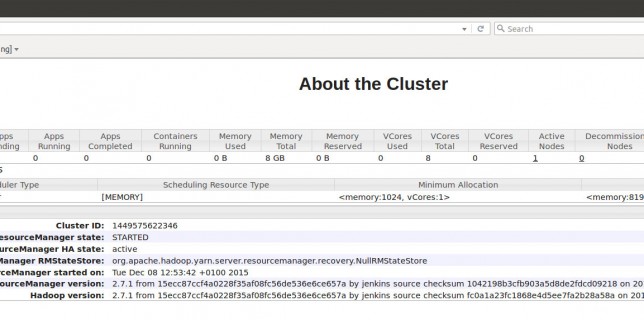 Search
ng]
About the Cluster
pps Apps Apps Containers Memory Memory Memory VCores VCores VCores Active Decommission
nding Running Completed Running Used Total Reserved Used Total Reserved Nodes Nodes
0 0 0 0 B 8 GB 0 B 0 8 0 1 0
s
duler Type Scheduling Resource Type Minimum Allocation
[MEMORY] <memory:1024, vCores:1> <memory:819
Cluster ID: 1449575622346
esourceManager state: STARTED
urceManager HA state: active
Manager RMStateStore: org.apache.hadoop.yarn.server.resourcemanager.recovery.NullRMStateStore
rceManager started on: Tue Dec 08 12:53:42 +0100 2015
ourceManager version: 2.7.1 from 15ecc87ccf4a0228f35af08fc56de536e6ce657a by jenkins source checksum 1042198b3cfb903a5d8de2fdcd09218 on 20
Hadoop version: 2.7.1 from 15ecc87ccf4a0228f35af08fc56de536e6ce657a by jenkins source checksum fc0a1a23fc1868e4d5ee7fa2b28a58a on 201